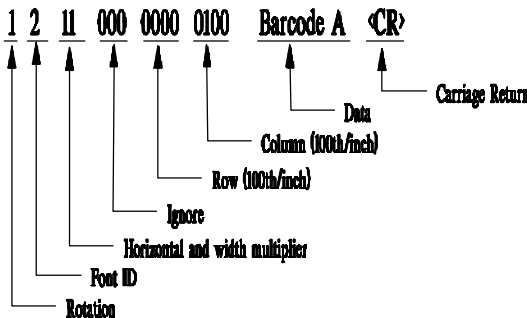 1 2 11 000 0000 0100 Barcode A <CR>
Carriage Return
Data
Column (100th/inch)
Row (100th/inch)
Ignore
Horizontal and width multiplier
Font ID
Rotation